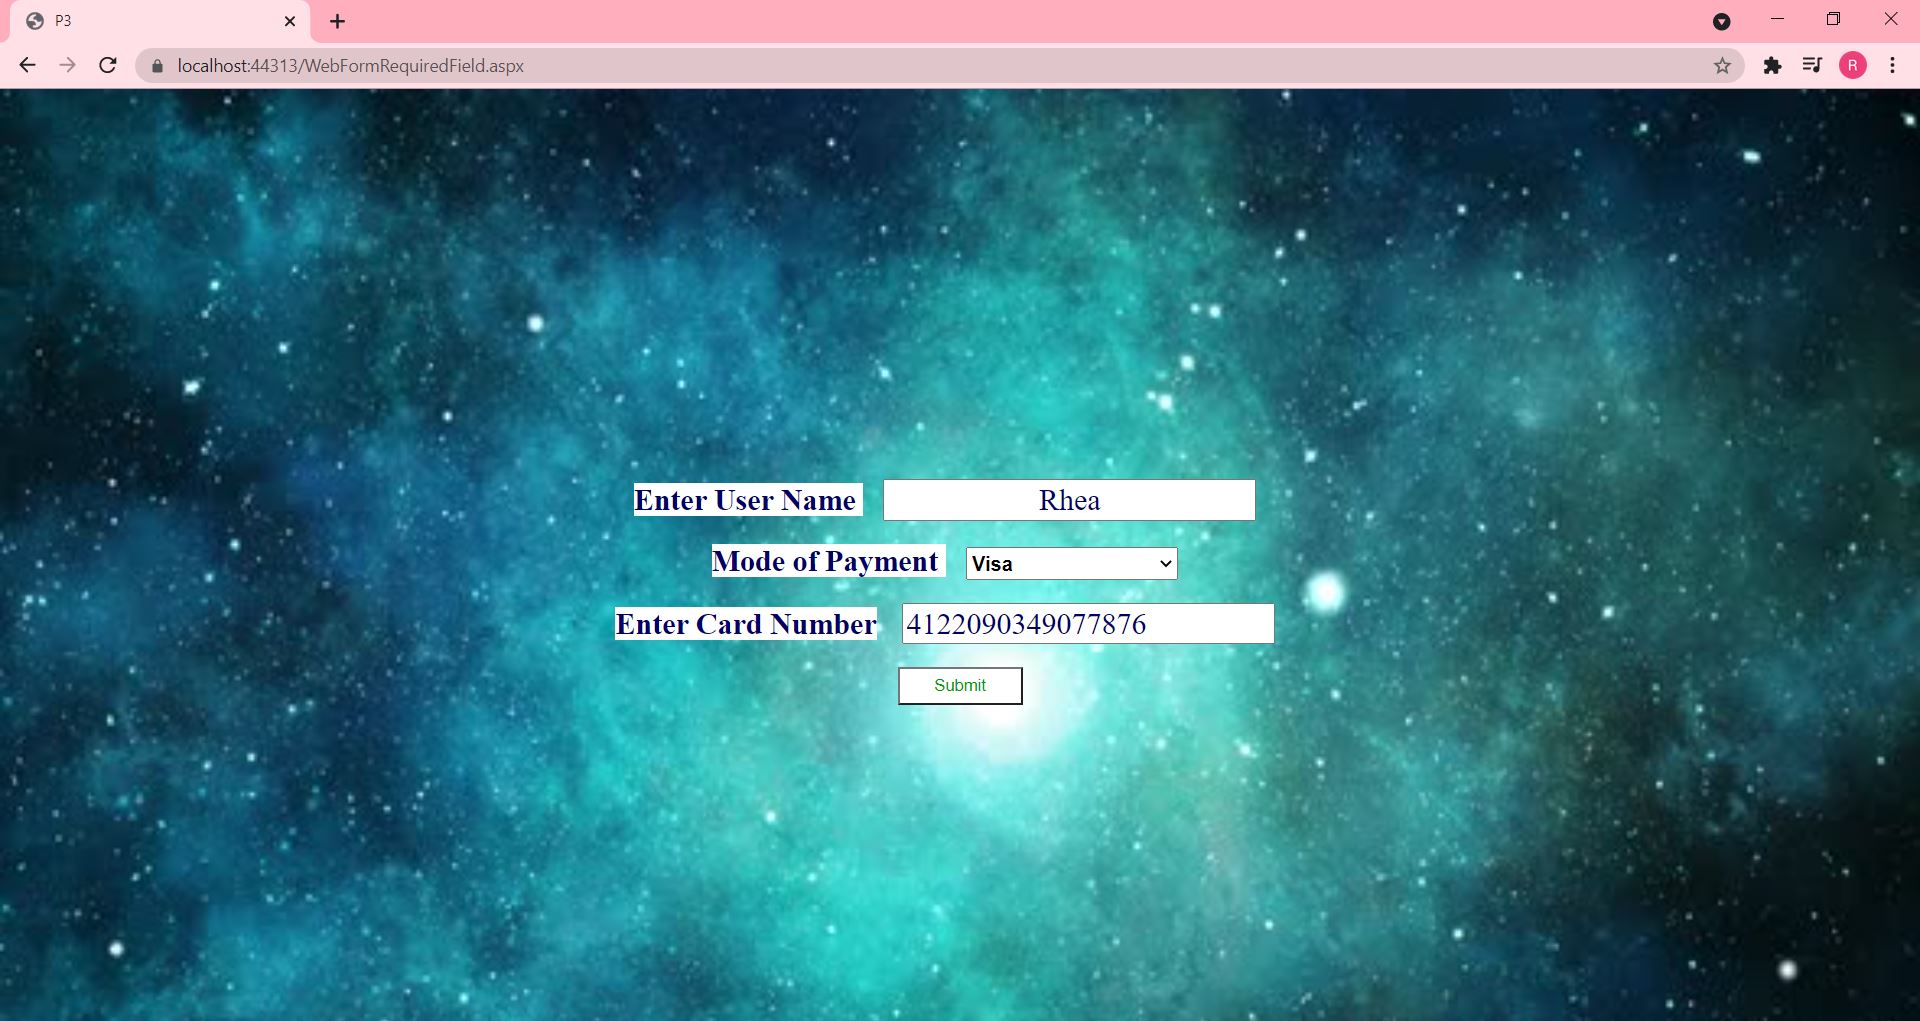 P3
localhost:44313/WebFormRequiredField.aspx
R
Enter User Name Rhea
Mode of Payment Visa
Enter Card Number 4122090349077876
Submit